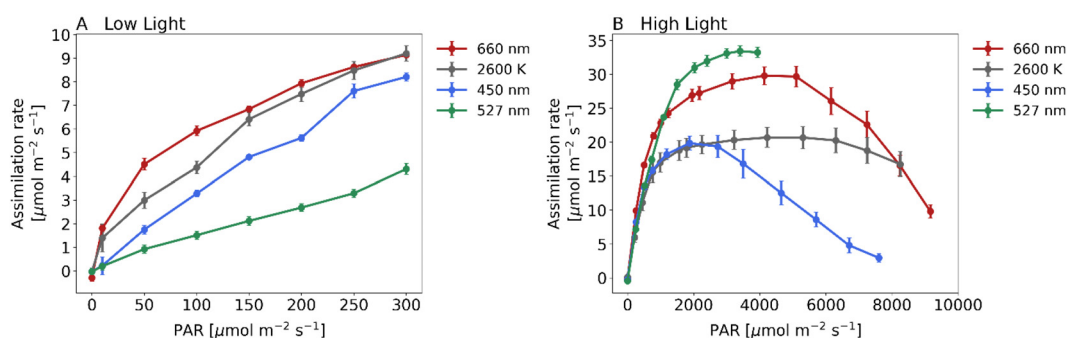 A Low Light
Assimilation rate
[μmol m⁻² s⁻¹]
10
9
8
7
6
5
4
3
2
1
0
0 50 100 150 200 250 300
PAR [μmol m⁻² s⁻¹]
660 nm
2600 K
450 nm
527 nm
B High Light
Assimilation rate
[μmol m⁻² s⁻¹]
35
30
25
20
15
10
5
0
0 2000 4000 6000 8000 10000
PAR [μmol m⁻² s⁻¹]
660 nm
2600 K
450 nm
527 nm